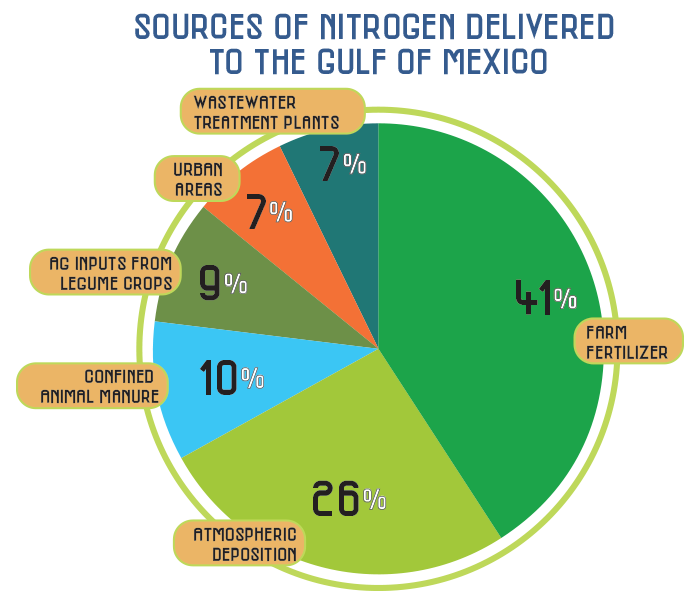 SOURCES OF NITROGEN DELIVERED
TO THE GULF OF MEXICO
WASTEWATER
TREATMENT PLANTS
7%
URBAN
AREAS
7%
AG INPUTS FROM
LEGUME CROPS
9%
41%
FARM
FERTILIZER
CONFINED
ANIMAL MANURE
10%
26%
ATMOSPHERIC
DEPOSITION